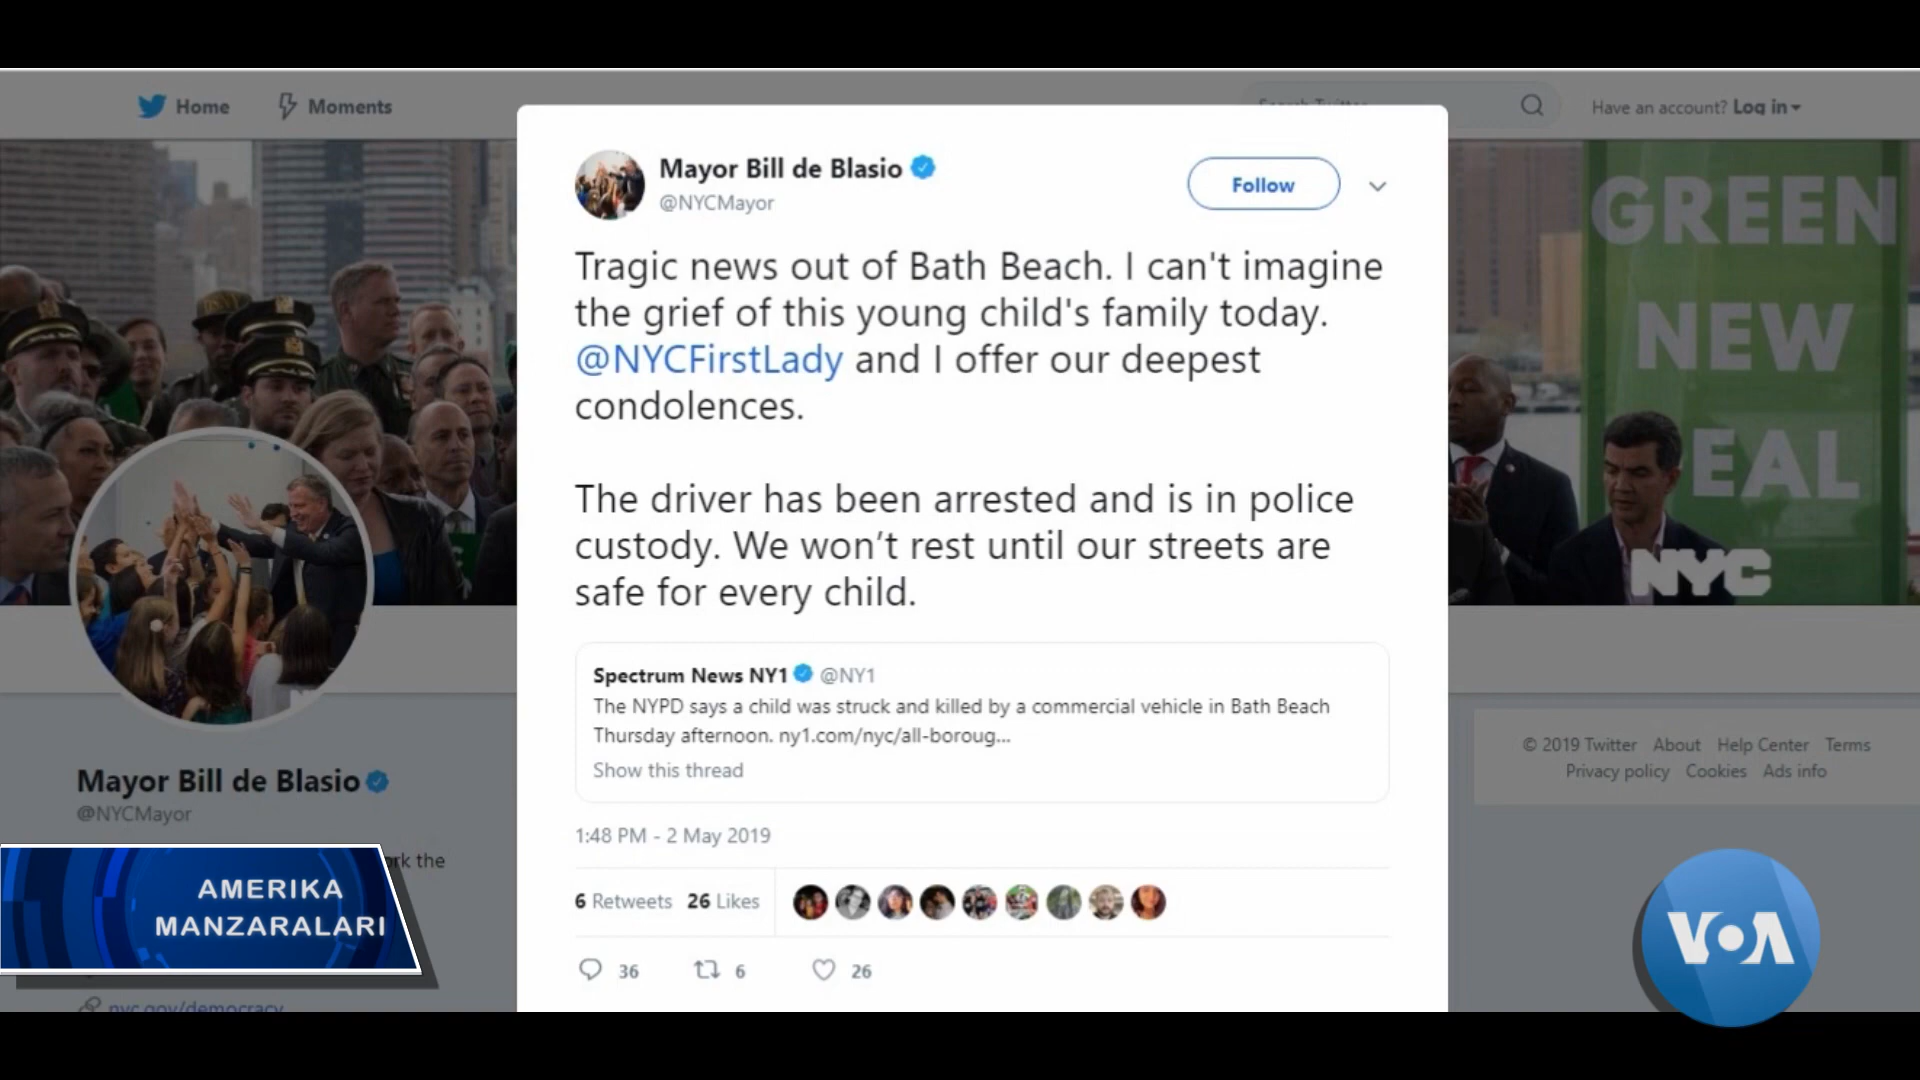 Home
Moments
Search Twitter
Have an account? Log in
Mayor Bill de Blasio
@NYCMayor
Follow
Tragic news out of Bath Beach. I can't imagine
the grief of this young child's family today.
@NYCFirstLady and I offer our deepest
condolences.
The driver has been arrested and is in police
custody. We won't rest until our streets are
safe for every child.
Spectrum News NY1 @NY1
The NYPD says a child was struck and killed by a commercial vehicle in Bath Beach
Thursday afternoon. ny1.com/nyc/all-boroug...
Show this thread
1:48 PM - 2 May 2019
6 Retweets 26 Likes
36 6 26
GREEN
NEW
EAL
NYC
Mayor Bill de Blasio
@NYCMayor
the
nyc.gov/democracy
© 2019 Twitter About Help Center Terms
Privacy policy Cookies Ads info
AMERIKA
MANZARALARI
VOA